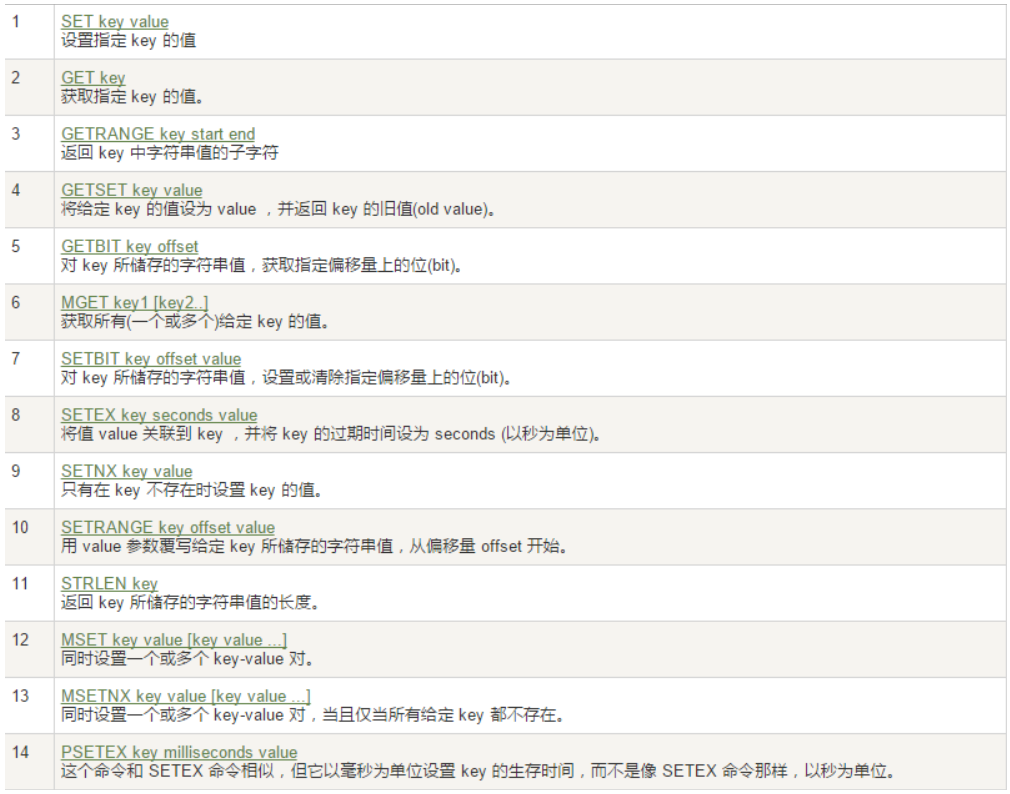 1
SET key value
设置指定 key 的值
2
GET key
获取指定 key 的值。
3
GETRANGE key start end
返回 key 中字符串值的子字符
4
GETSET key value
将给定 key 的值设为 value ，并返回 key 的旧值(old value)。
5
GETBIT key offset
对 key 所储存的字符串值，获取指定偏移量上的位(bit)。
6
MGET key1 [key2..]
获取所有(一个或多个)给定 key 的值。
7
SETBIT key offset value
对 key 所储存的字符串值，设置或清除指定偏移量上的位(bit)。
8
SETEX key seconds value
将值 value 关联到 key ，并将 key 的过期时间设为 seconds (以秒为单位)。
9
SETNX key value
只有在 key 不存在时设置 key 的值。
10
SETRANGE key offset value
用 value 参数覆写给定 key 所储存的字符串值，从偏移量 offset 开始。
11
STRLEN key
返回 key 所储存的字符串值的长度。
12
MSET key value [key value ...]
同时设置一个或多个 key-value 对。
13
MSETNX key value [key value ...]
同时设置一个或多个 key-value 对，当且仅当所有给定 key 都不存在。
14
PSETEX key milliseconds value
这个命令和 SETEX 命令相似，但它以毫秒为单位设置 key 的生存时间，而不是像 SETEX 命令那样，以秒为单位。